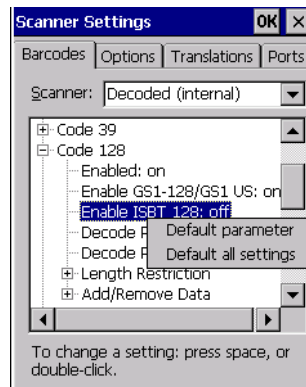 Scanner Settings OK ×
Barcodes Options Translations Ports
Scanner: Decoded (internal)
Code 39
Code 128
Enabled: on
Enable GS1-128/GS1 US: on
Enable ISBT 128: off
Decode P
Default parameter
Decode F
Default all settings
Length Restriction
Add/Remove Data
To change a setting: press space, or
double-click.